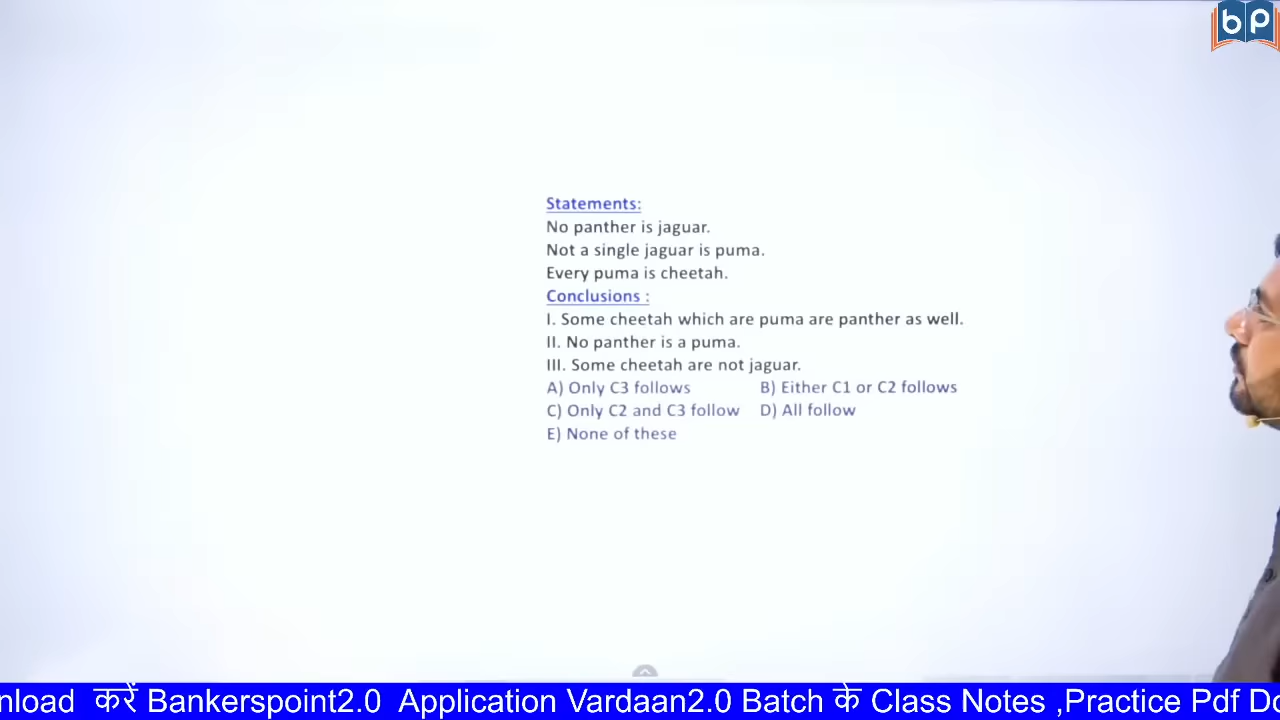 bp
Statements:
No panther is jaguar.
Not a single jaguar is puma.
Every puma is cheetah.
Conclusions :
I. Some cheetah which are puma are panther as well.
II. No panther is a puma.
III. Some cheetah are not jaguar.
A) Only C3 follows B) Either C1 or C2 follows
C) Only C2 and C3 follow D) All follow
E) None of these
करें Bankerspoint2.0 Application Vardaan2.0 Batch के Class Notes ,Practice Pdf